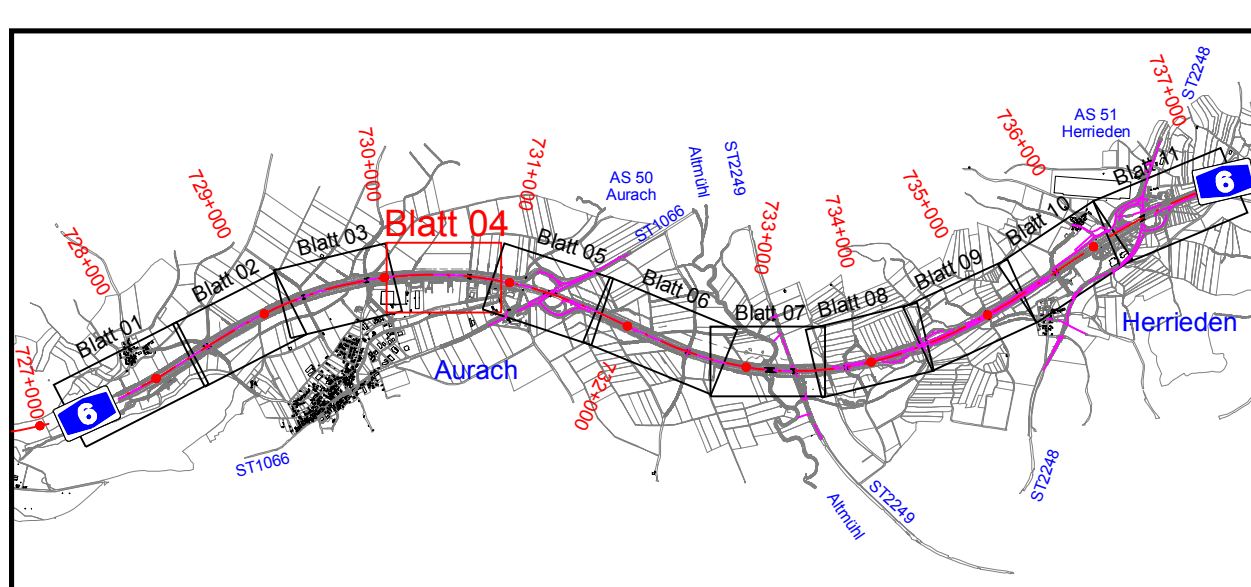 727+000
6
Blatt 01
728+000
Blatt 02
729+000
Blatt 03
730+000
Blatt 04
ST1066
Aurach
731+000
Blatt 05
AS 50
Aurach
ST1066
732+000
Blatt 06
Altmühl
ST2249
733+000
Blatt 07
Altmühl
ST2249
734+000
Blatt 08
735+000
Blatt 09
736+000
Blatt 10
ST2248
AS 51
Herrieden
Blatt 11
737+000
ST2248
6
Herrieden